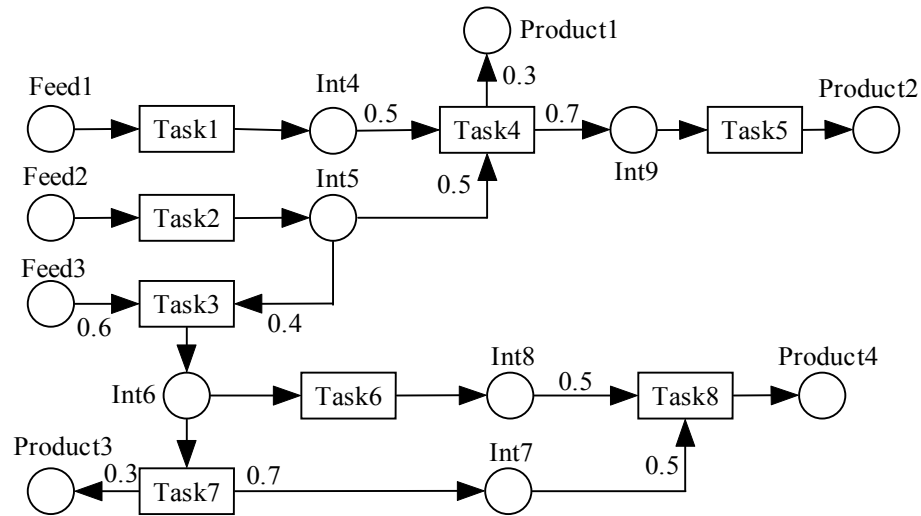 Product1
0.3
Feed1
Int4
Product2
Task1
0.5
Task4
0.7
Task5
Feed2
Int5
0.5
Int9
Task2
Feed3
Task3
0.6
0.4
Int6
Task6
Int8
0.5
Task8
Product4
Product3
0.3
Task7
0.7
Int7
0.5